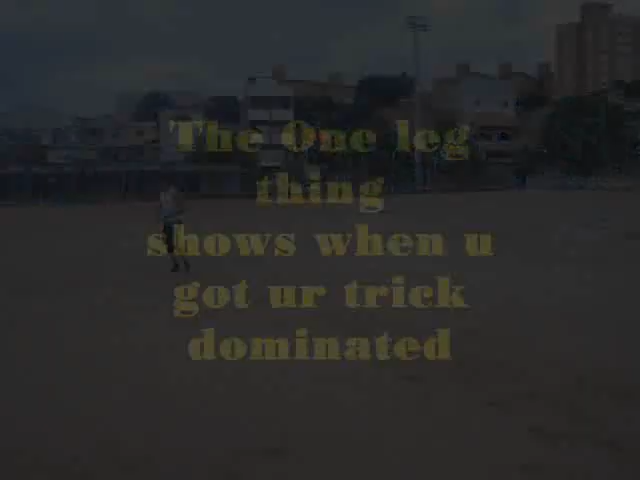 The One leg
thing
shows when u
got ur trick
dominated